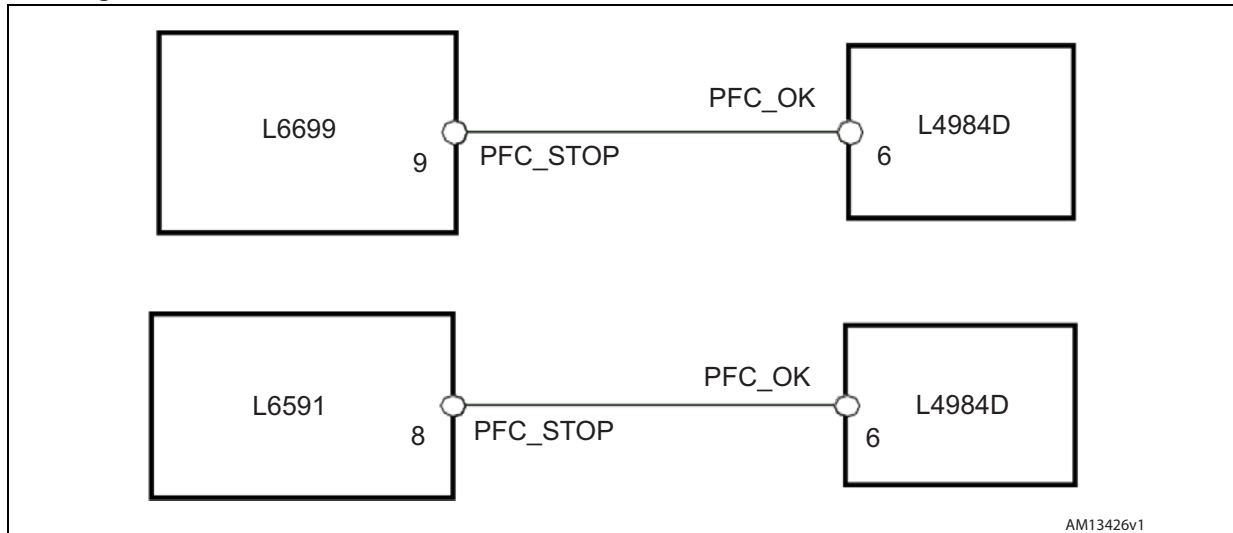 PFC_OK
L6699
L4984D
9
PFC_STOP
6
PFC_OK
L6591
L4984D
8
PFC_STOP
6
AM13426v1